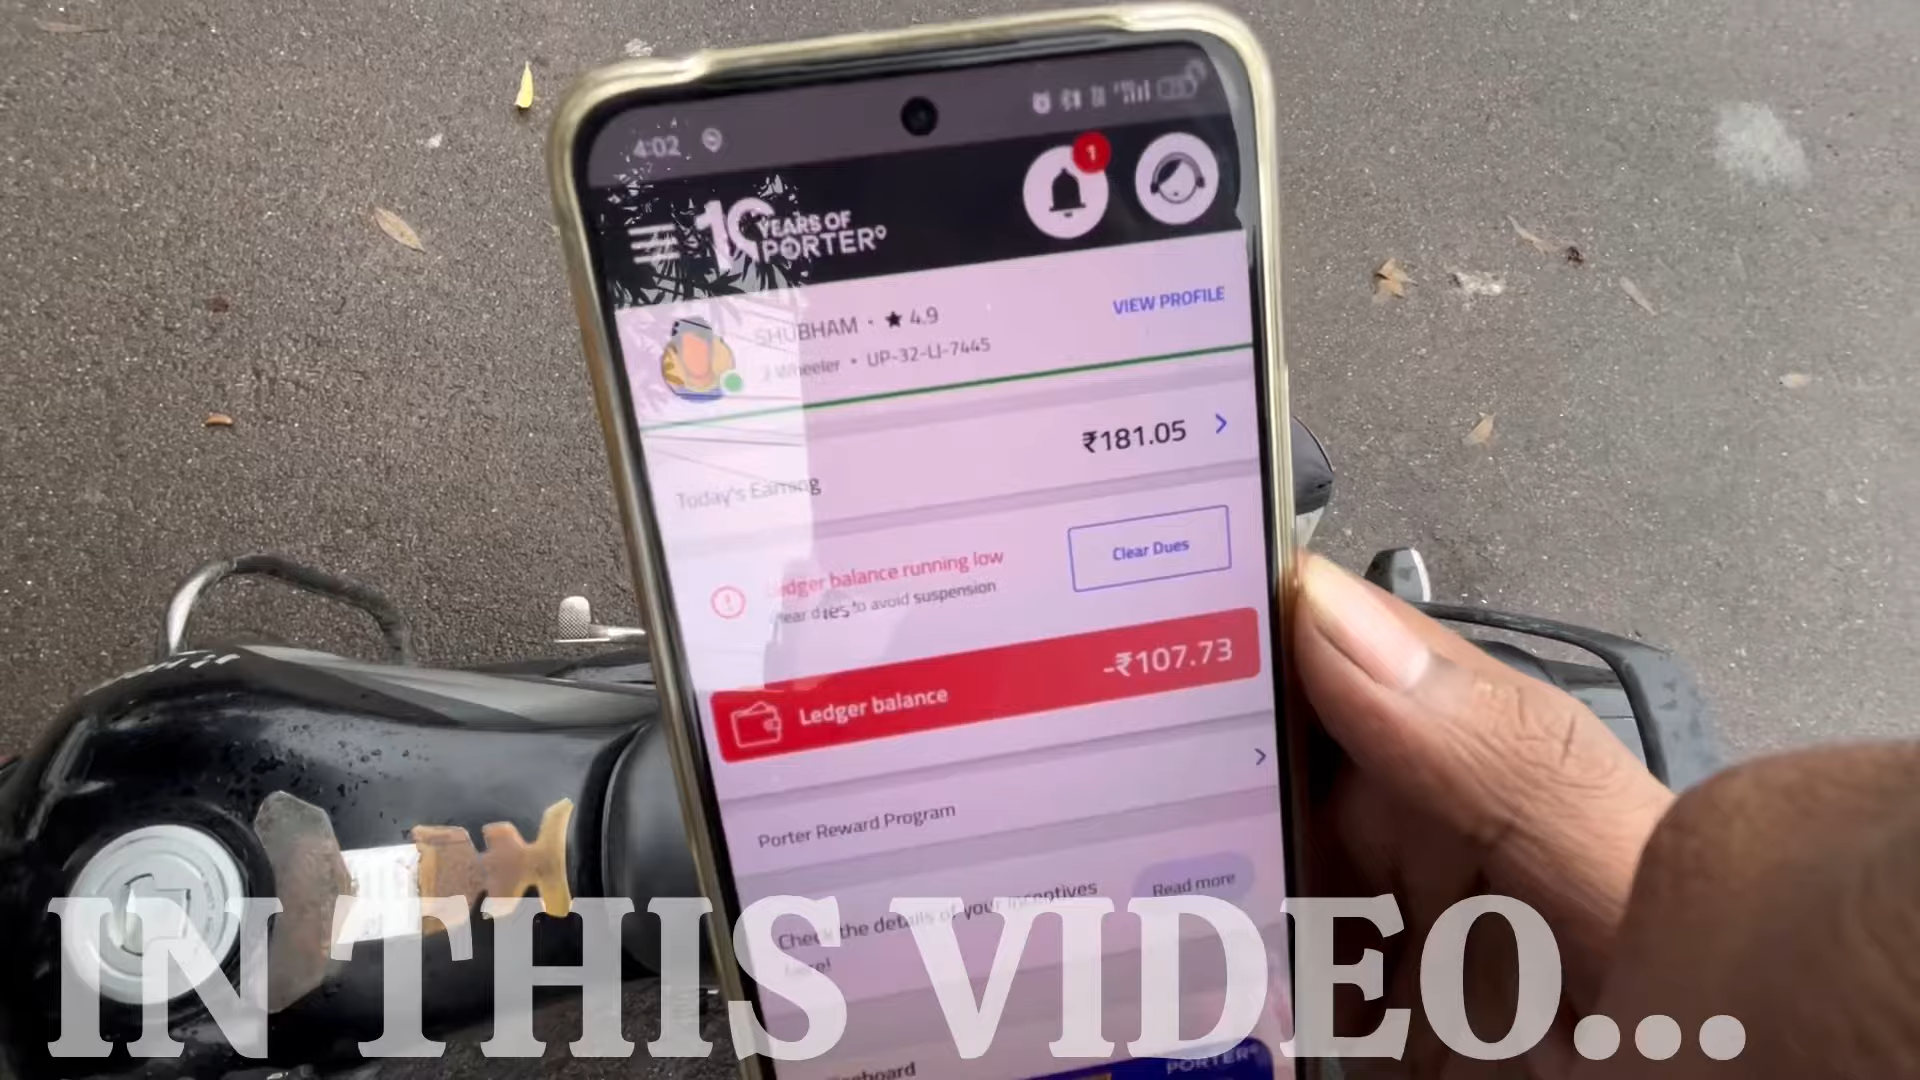 4:02
10 YEARS OF PORTER
1
SHUBHAM · ★ 4.9
VIEW PROFILE
Wheeler • UP-32-LJ-7445
₹181.05
Today's Earning
Ledger balance running low
dues to avoid suspension
Clear Dues
Ledger balance
-₹107.73
Porter Reward Program
Check the details of your incentives
here!
Read more
IN THIS VIDEO...
PORTER